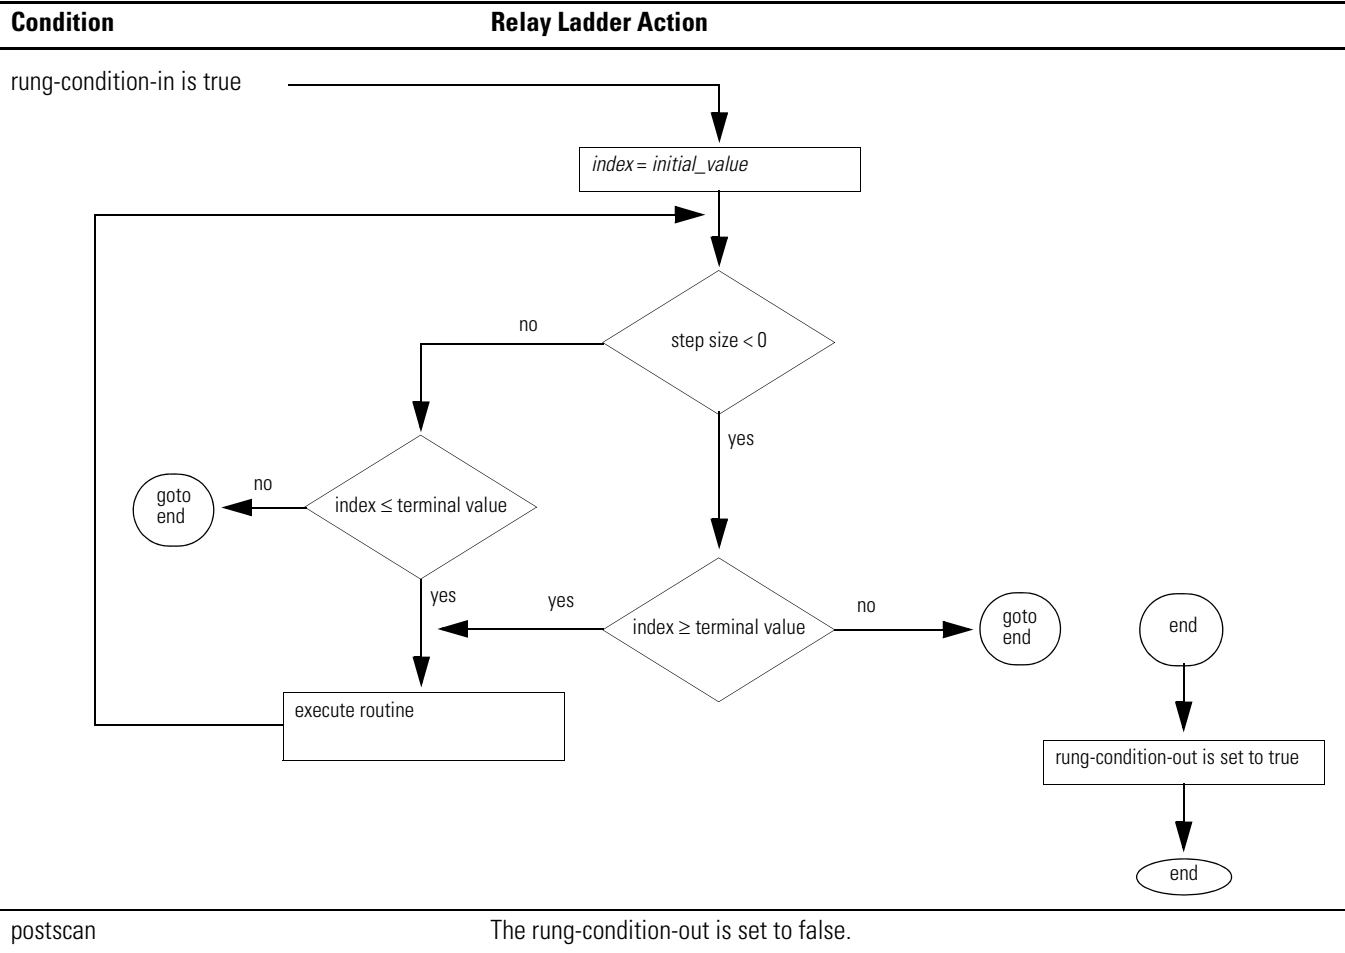 Condition
Relay Ladder Action
rung-condition-in is true
index = initial_value
step size < 0
no
yes
index ≤ terminal value
no
goto
end
yes
yes
index ≥ terminal value
no
goto
end
end
execute routine
rung-condition-out is set to true
end
postscan
The rung-condition-out is set to false.